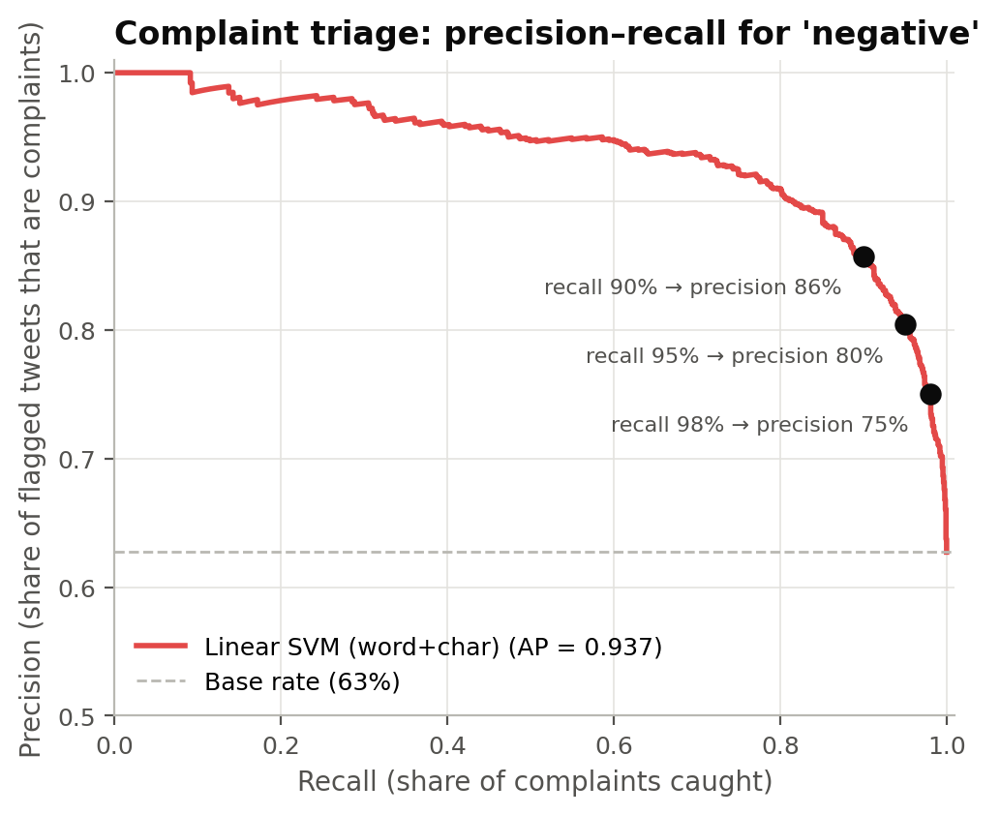 Complaint triage: precision–recall for 'negative'
Precision (share of flagged tweets that are complaints)
1.0
0.9
0.8
0.7
0.6
0.5
recall 90% → precision 86%
recall 95% → precision 80%
recall 98% → precision 75%
Linear SVM (word+char) (AP = 0.937)
Base rate (63%)
0.0 0.2 0.4 0.6 0.8 1.0
Recall (share of complaints caught)